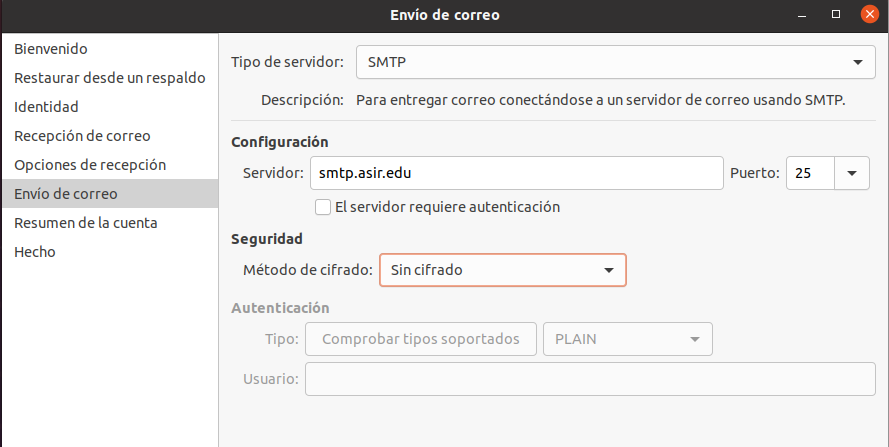 Envío de correo
Bienvenido
Restaurar desde un respaldo
Identidad
Recepción de correo
Opciones de recepción
Envío de correo
Resumen de la cuenta
Hecho
Tipo de servidor: SMTP
Descripción: Para entregar correo conectándose a un servidor de correo usando SMTP.
Configuración
Servidor: smtp.asir.edu Puerto: 25
El servidor requiere autenticación
Seguridad
Método de cifrado: Sin cifrado
Autenticación
Tipo: Comprobar tipos soportados PLAIN
Usuario: